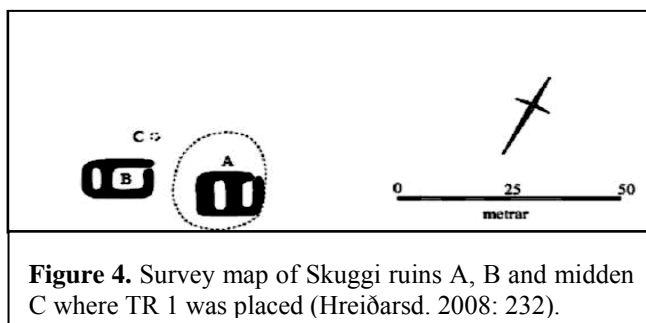 C
A
B
0 25 50
metrar
Figure 4. Survey map of Skuggi ruins A, B and midden
C where TR 1 was placed (Hreiðarsd. 2008: 232).